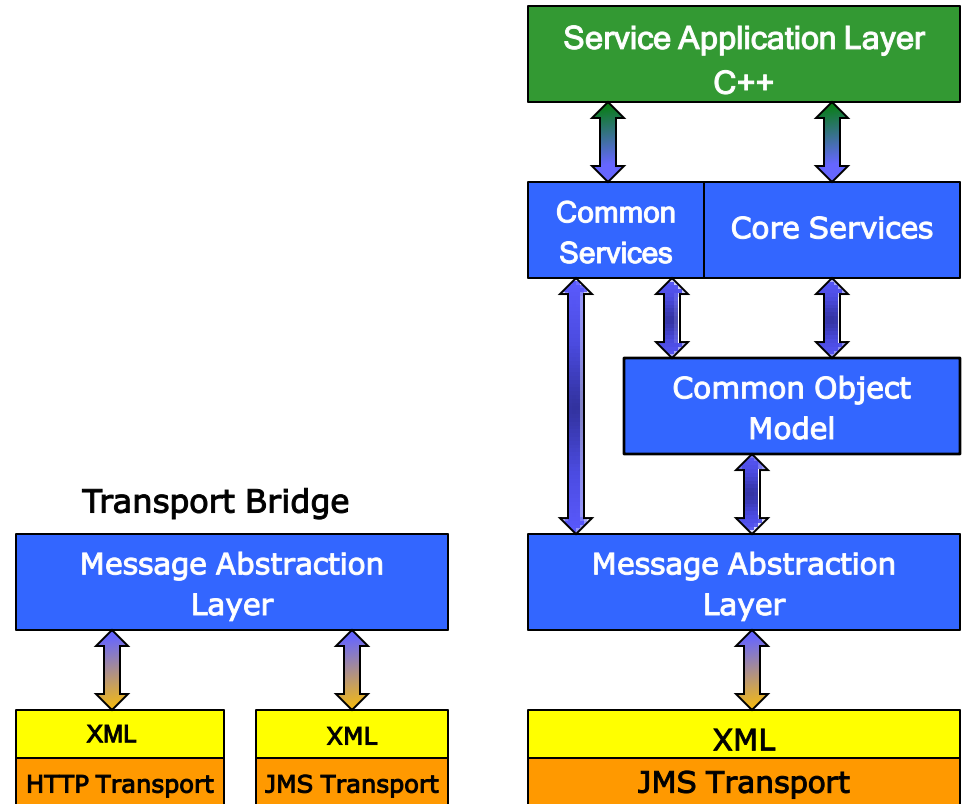 Service Application Layer
C++
Common
Services
Core Services
Common Object
Model
Transport Bridge
Message Abstraction
Layer
Message Abstraction
Layer
XML
HTTP Transport
XML
JMS Transport
XML
JMS Transport